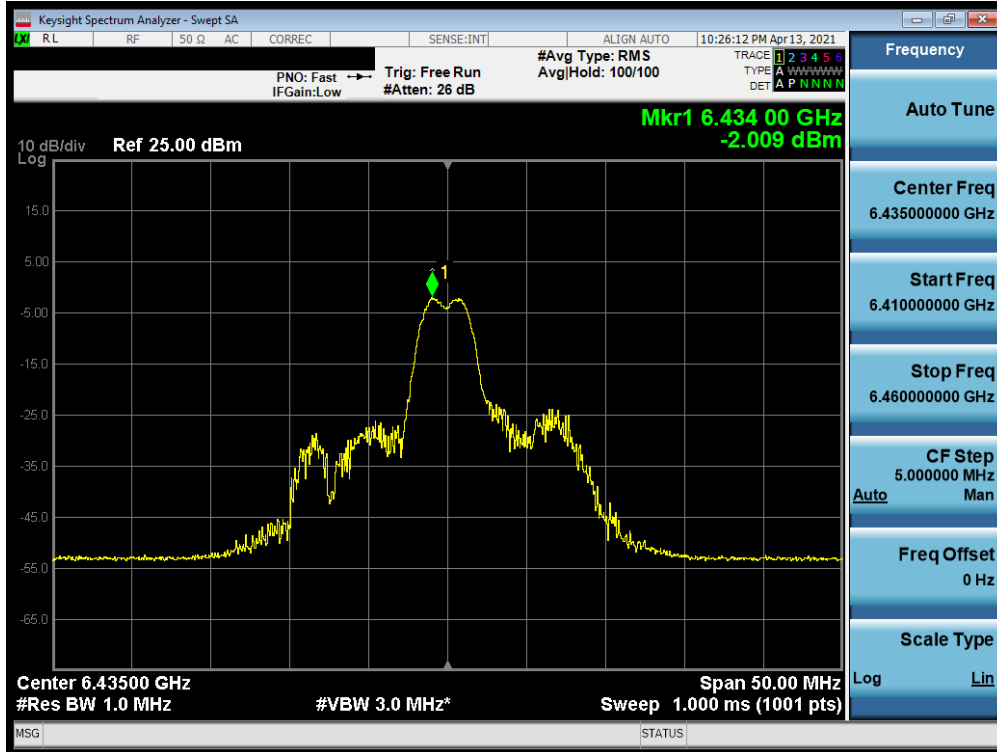 Keysight Spectrum Analyzer - Swept SA
LXI RL RF 50 Ω AC CORREC SENSE:INT ALIGN AUTO 10:26:12 PM Apr 13, 2021
PNO: Fast Trig: Free Run #Avg Type: RMS TRACE 1 2 3 4 5 6
IFGain:Low #Atten: 26 dB Avg|Hold: 100/100 TYPE A WWWWW
DET A P N N N N
Mkr1 6.434 00 GHz
-2.009 dBm
10 dB/div Ref 25.00 dBm
Log
15.0
5.00
-5.00
-15.0
-25.0
-35.0
-45.0
-55.0
-65.0
1
Center 6.43500 GHz Span 50.00 MHz
#Res BW 1.0 MHz #VBW 3.0 MHz* Sweep 1.000 ms (1001 pts)
MSG STATUS
Frequency
Auto Tune
Center Freq
6.435000000 GHz
Start Freq
6.410000000 GHz
Stop Freq
6.460000000 GHz
CF Step
5.000000 MHz
Auto Man
Freq Offset
0 Hz
Scale Type
Log Lin